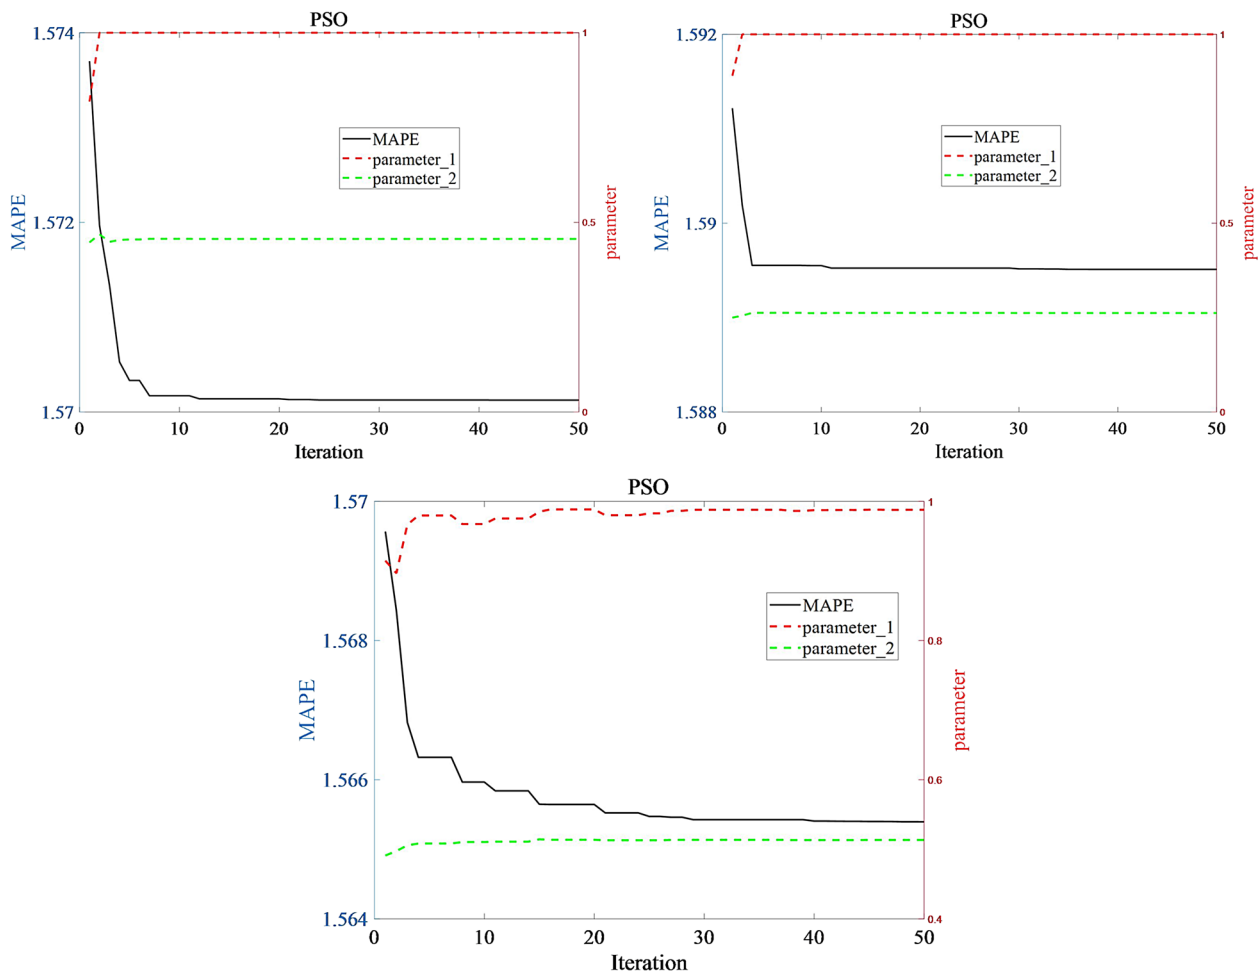 PSO
1.574
1.572
1.57
MAPE
MAPE
parameter_1
parameter_2
1
0.5
0
parameter
0 10 20 30 40 50
Iteration
PSO
1.592
1.59
1.588
MAPE
MAPE
parameter_1
parameter_2
1
0.5
0
parameter
0 10 20 30 40 50
Iteration
PSO
1.57
1.568
1.566
1.564
MAPE
MAPE
parameter_1
parameter_2
1
0.8
0.6
0.4
parameter
0 10 20 30 40 50
Iteration